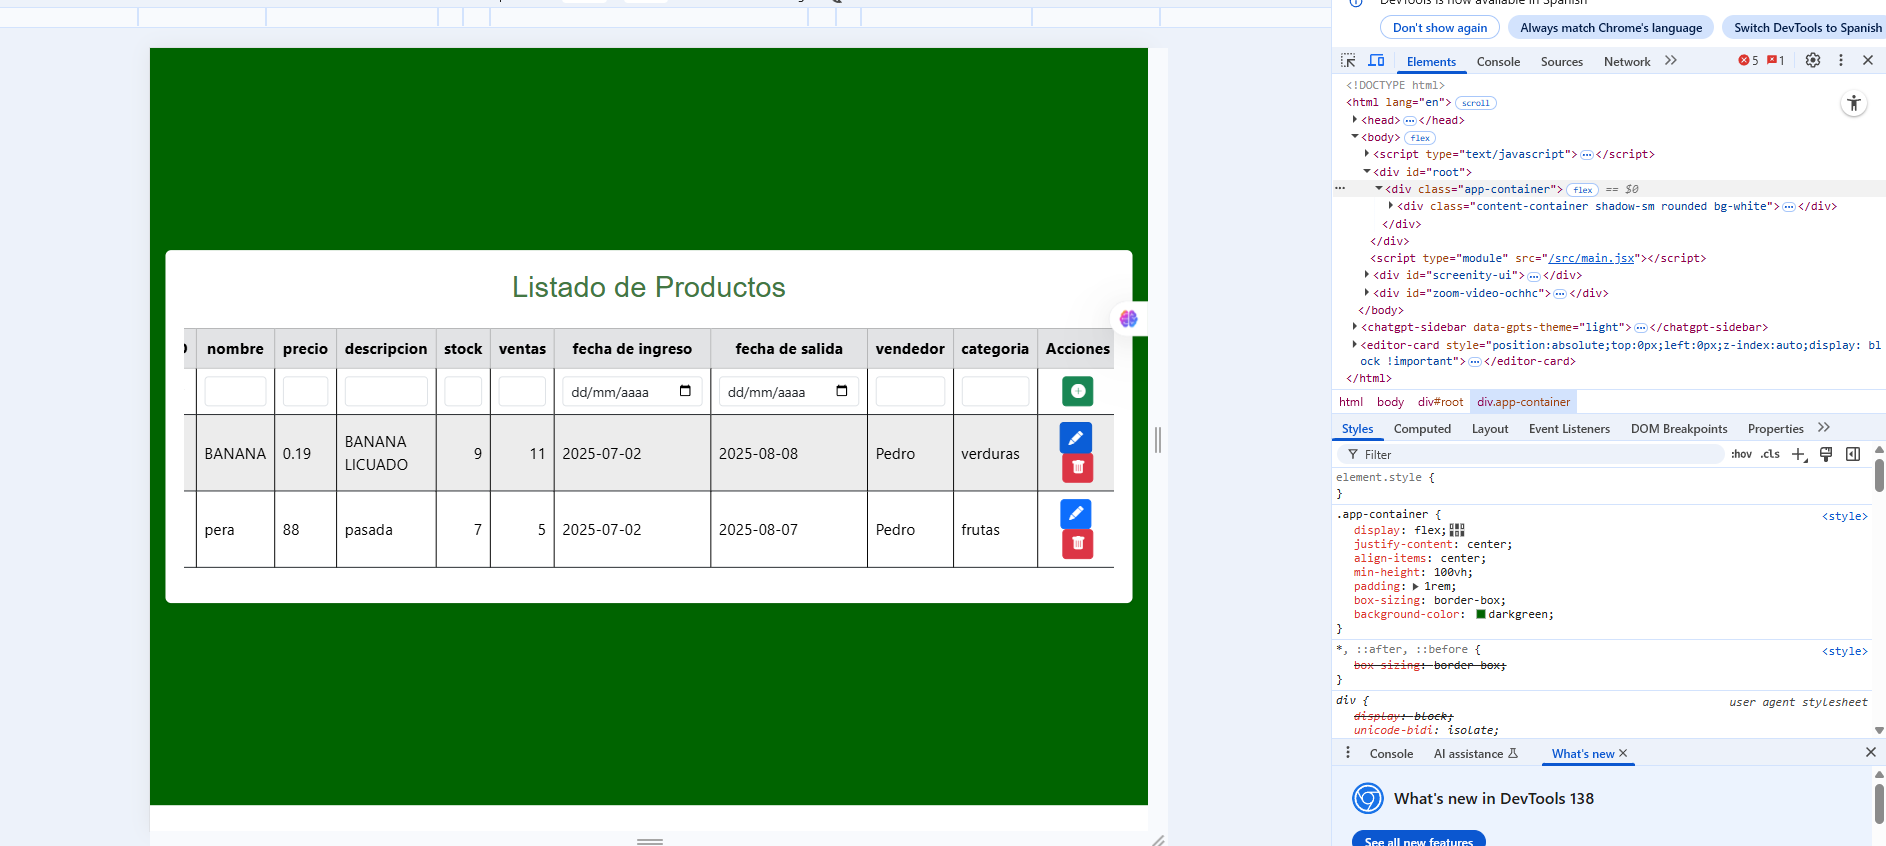 DevTools is now available in Spanish
Don't show again
Always match Chrome's language
Switch DevTools to Spanish
Elements
Console
Sources
Network
5
1
<!DOCTYPE html>
<html lang="en"> scroll
<head> ⋯ </head>
<body> flex
<script type="text/javascript"> ⋯ </script>
<div id="root">
<div class="app-container"> flex == $0
<div class="content-container shadow-sm rounded bg-white"> ⋯ </div>
</div>
</div>
<script type="module" src="/src/main.jsx"></script>
<div id="screenity-ui"> ⋯ </div>
<div id="zoom-video-ochhc"> ⋯ </div>
</body>
<chatgpt-sidebar data-gpts-theme="light"> ⋯ </chatgpt-sidebar>
<editor-card style="position:absolute;top:0px;left:0px;z-index:auto;display: bl
ock !important"> ⋯ </editor-card>
</html>
html body div#root div.app-container
Styles Computed Layout Event Listeners DOM Breakpoints Properties
Filter
:hov .cls
element.style {
}
.app-container { <style>
display: flex;
justify-content: center;
align-items: center;
min-height: 100vh;
padding: 1rem;
box-sizing: border-box;
background-color: darkgreen;
}
*, ::after, ::before { <style>
box-sizing: border-box;
}
div { user agent stylesheet
display: block;
unicode-bidi: isolate;
Console AI assistance What's new
What's new in DevTools 138
See all new features
Listado de Productos
nombre precio descripcion stock ventas fecha de ingreso fecha de salida vendedor categoria Acciones
dd/mm/aaaa dd/mm/aaaa
BANANA 0.19 BANANA LICUADO 9 11 2025-07-02 2025-08-08 Pedro verduras
pera 88 pasada 7 5 2025-07-02 2025-08-07 Pedro frutas